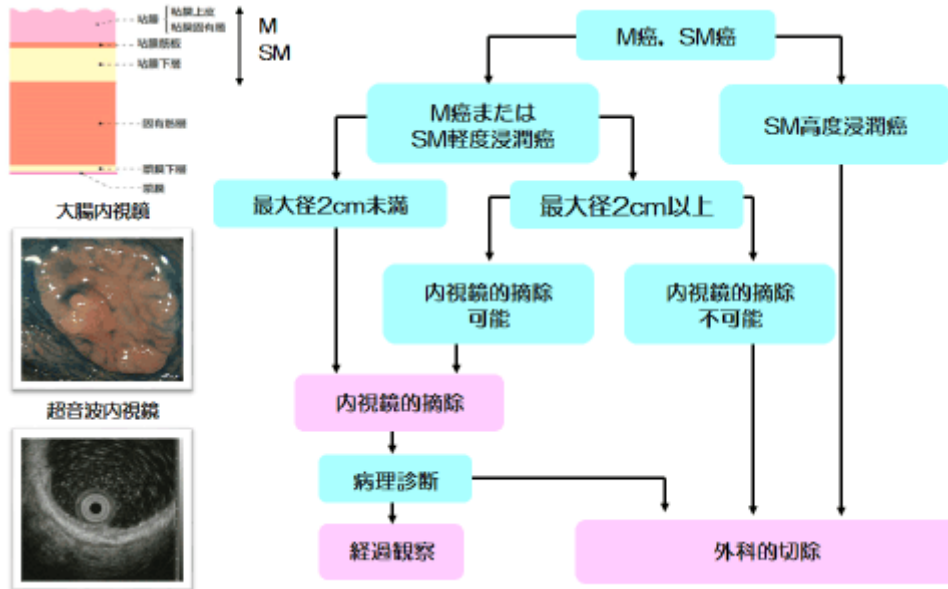 粘膜
粘膜上皮
粘膜固有層
粘膜筋板
粘膜下層
固有筋層
漿膜下層
漿膜
M
SM
大腸内視鏡
超音波内視鏡
M癌，SM癌
M癌または
SM軽度浸潤癌
SM高度浸潤癌
最大径2cm未満
最大径2cm以上
内視鏡的摘除
可能
内視鏡的摘除
不可能
内視鏡的摘除
病理診断
経過観察
外科的切除